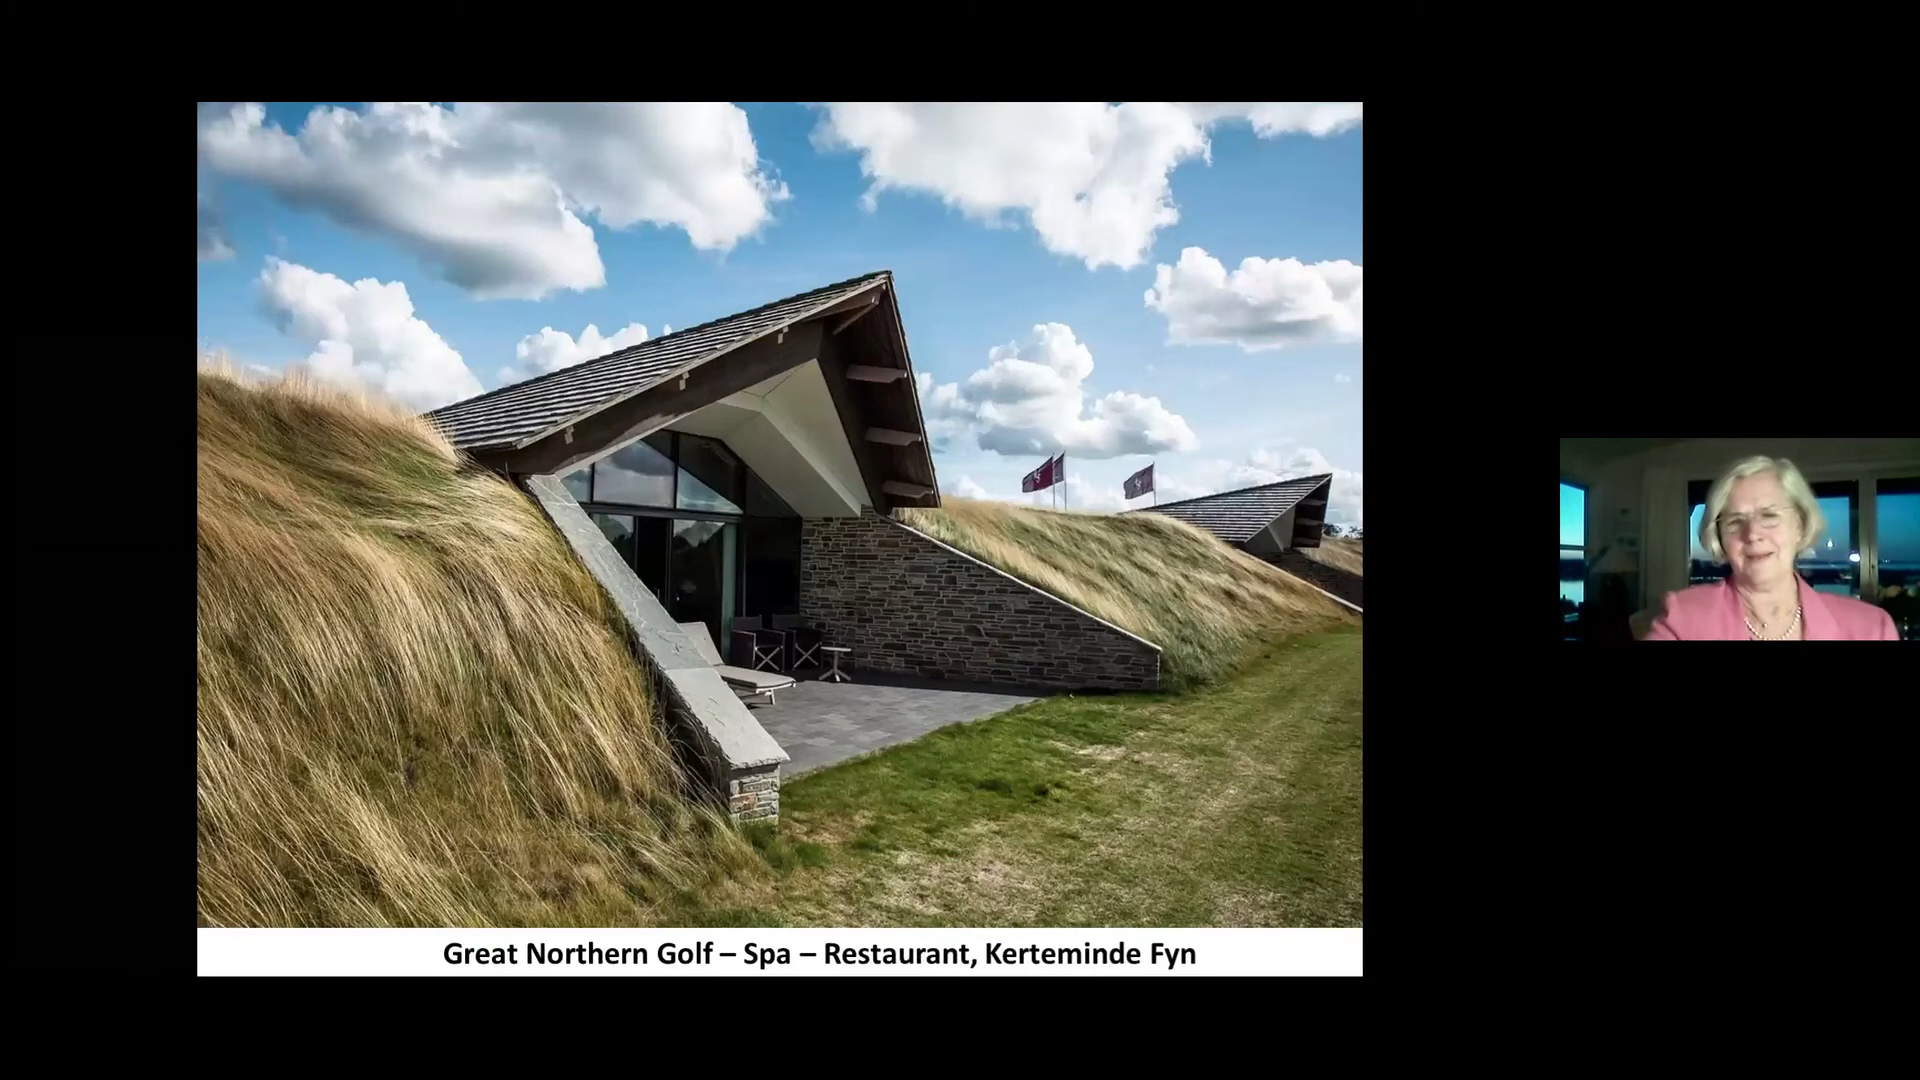 Great Northern Golf – Spa – Restaurant, Kerteminde Fyn